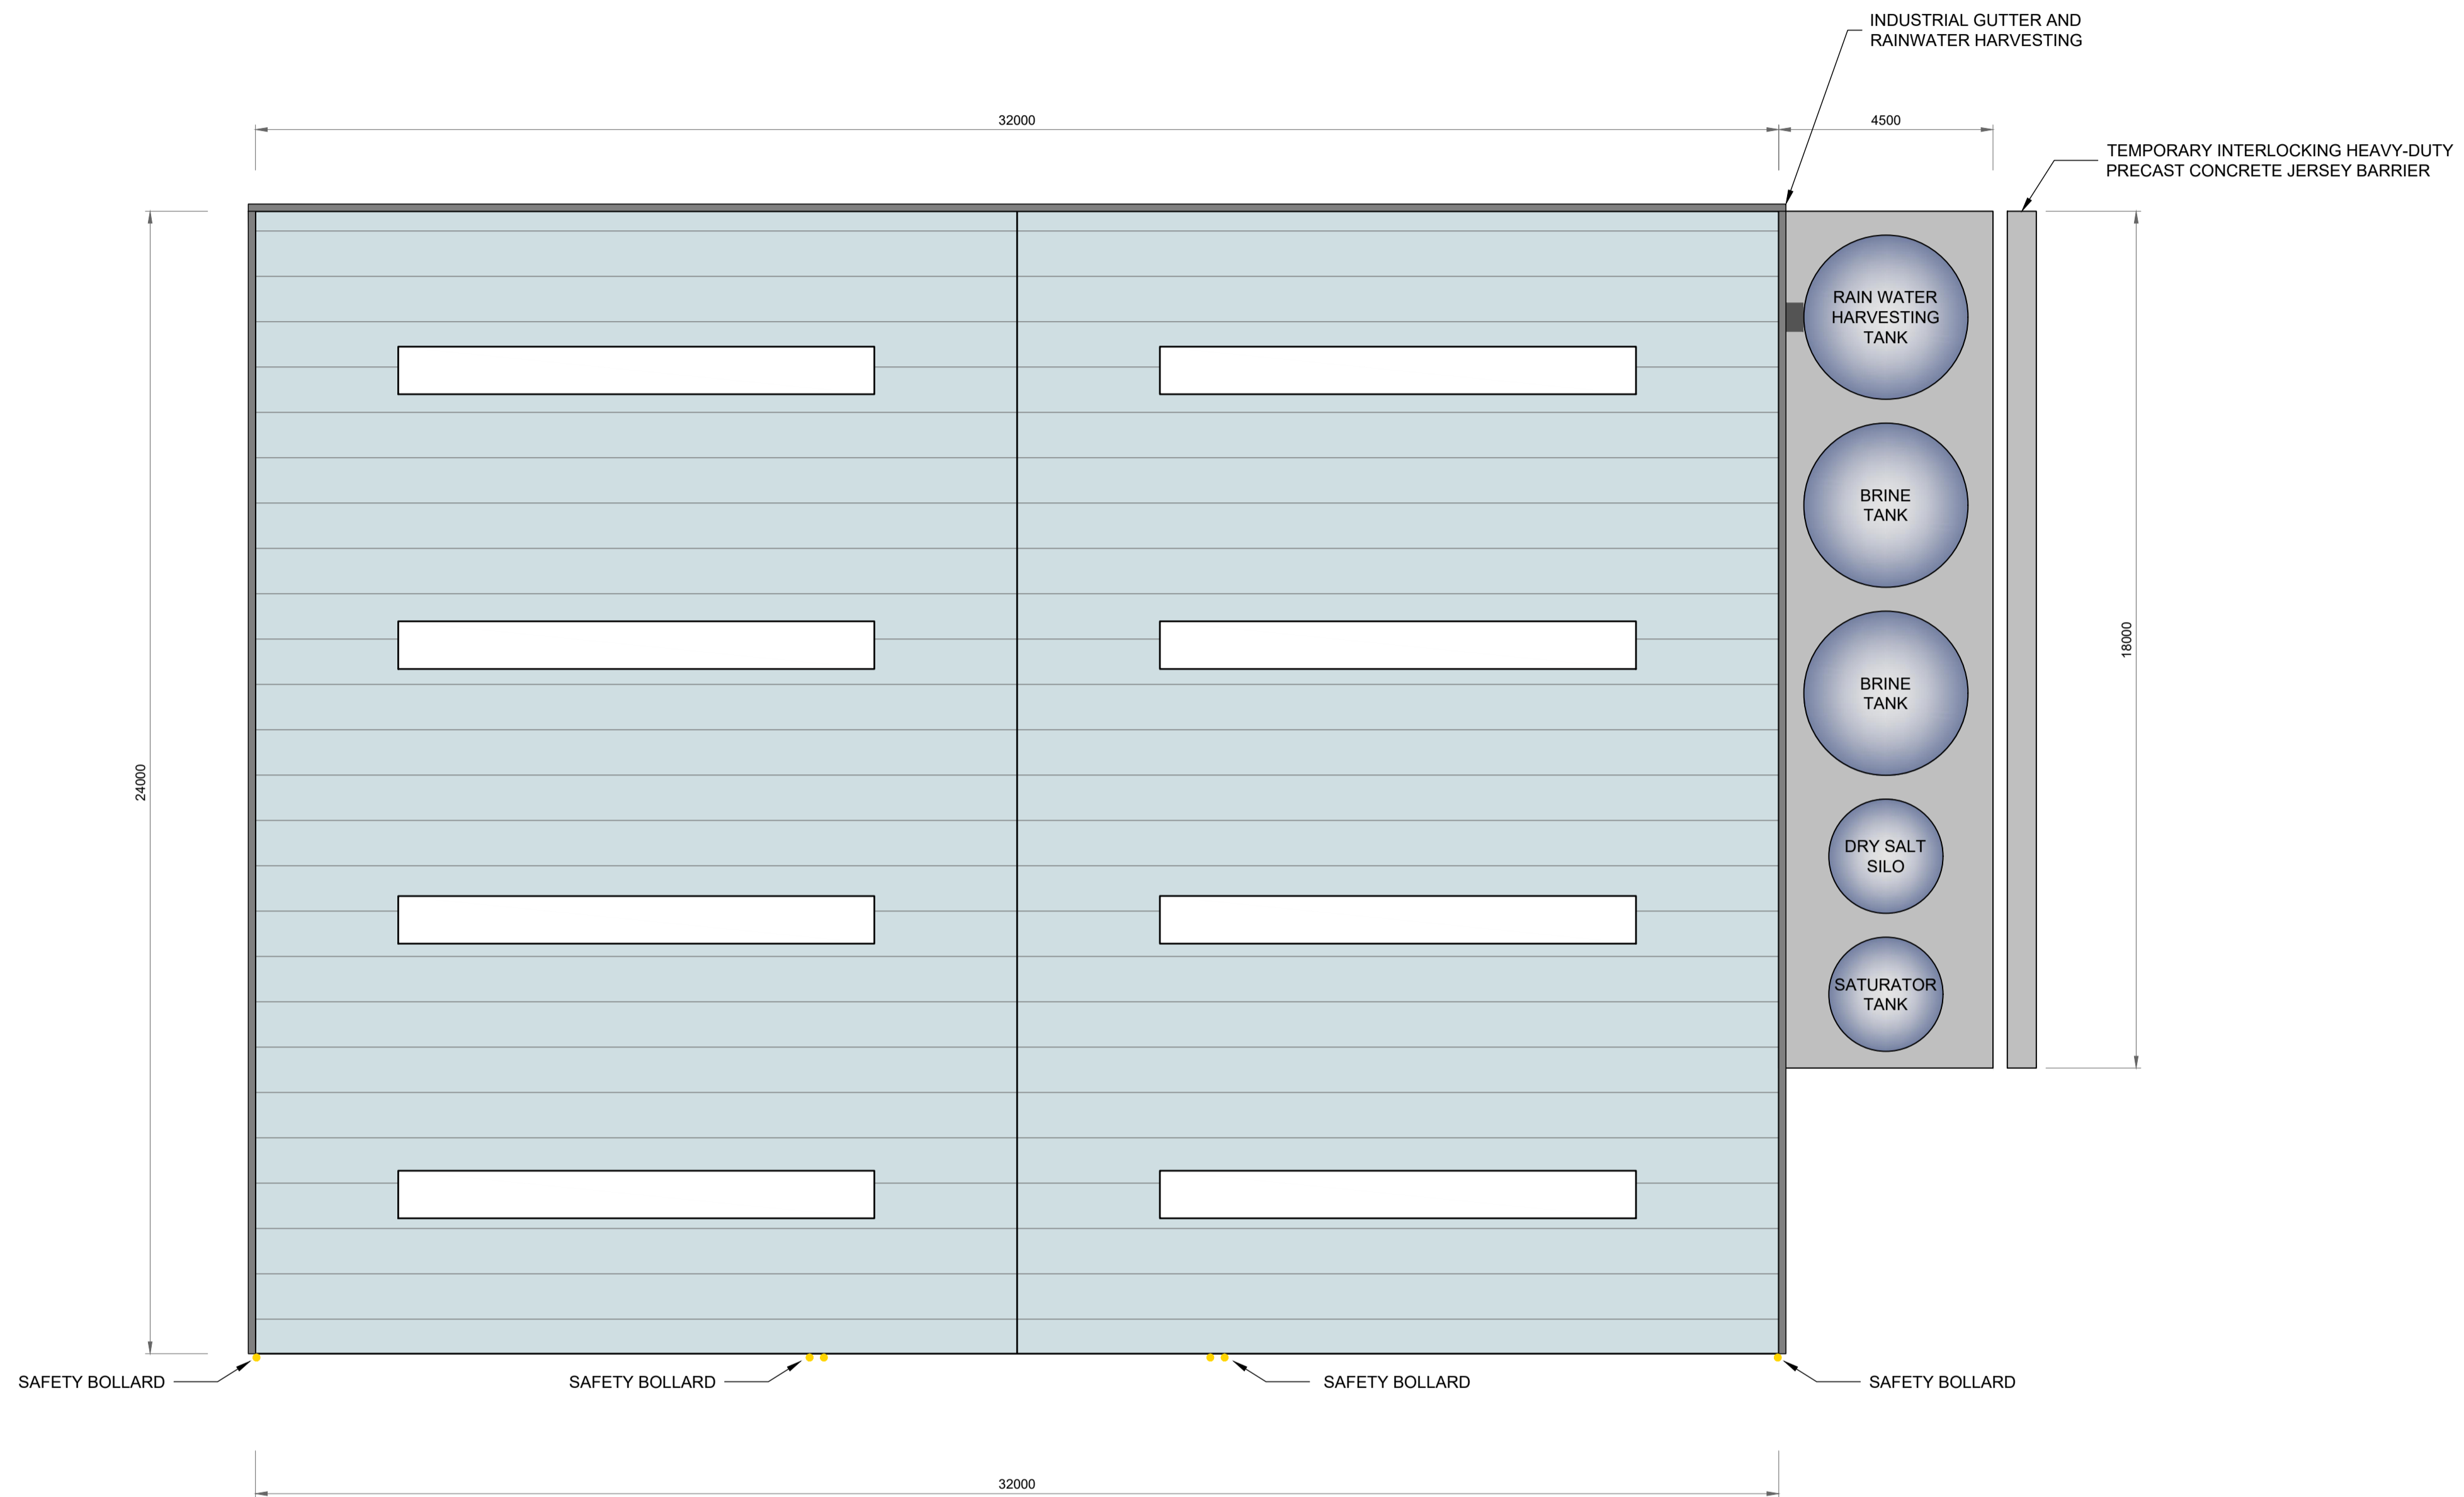 INDUSTRIAL GUTTER AND
RAINWATER HARVESTING
32000
4500
TEMPORARY INTERLOCKING HEAVY-DUTY
PRECAST CONCRETE JERSEY BARRIER
RAIN WATER
HARVESTING
TANK
BRINE
TANK
18000
BRINE
TANK
24000
DRY SALT
SILO
SATURATOR
TANK
SAFETY BOLLARD
SAFETY BOLLARD
SAFETY BOLLARD
SAFETY BOLLARD
32000